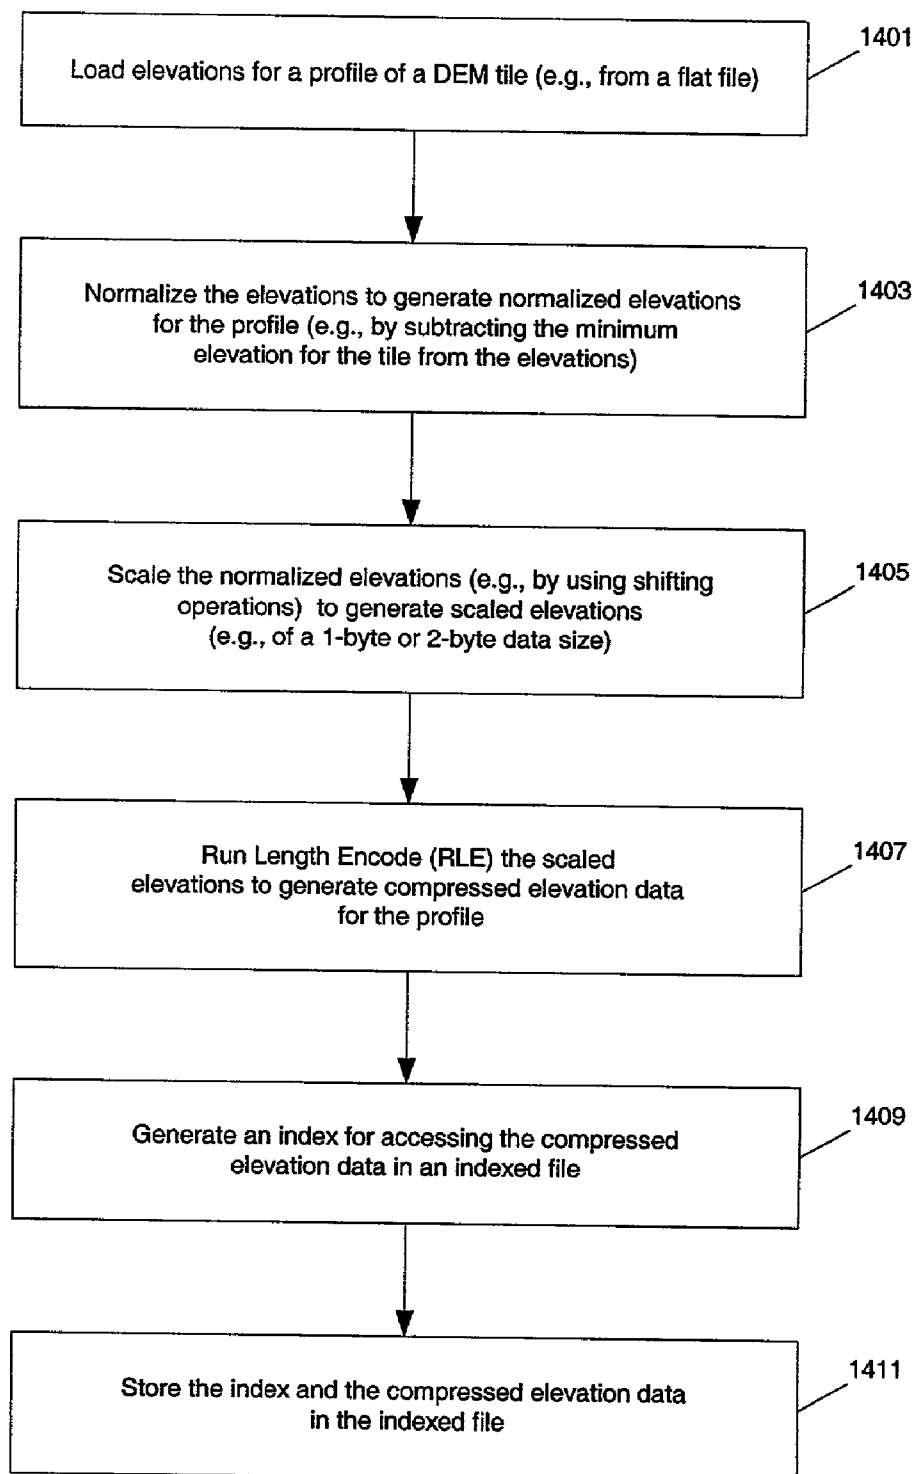 1401
Load elevations for a profile of a DEM tile (e.g., from a flat file)
1403
Normalize the elevations to generate normalized elevations
for the profile (e.g., by subtracting the minimum
elevation for the tile from the elevations)
1405
Scale the normalized elevations (e.g., by using shifting
operations) to generate scaled elevations
(e.g., of a 1-byte or 2-byte data size)
1407
Run Length Encode (RLE) the scaled
elevations to generate compressed elevation data
for the profile
1409
Generate an index for accessing the compressed
elevation data in an indexed file
1411
Store the index and the compressed elevation data
in the indexed file